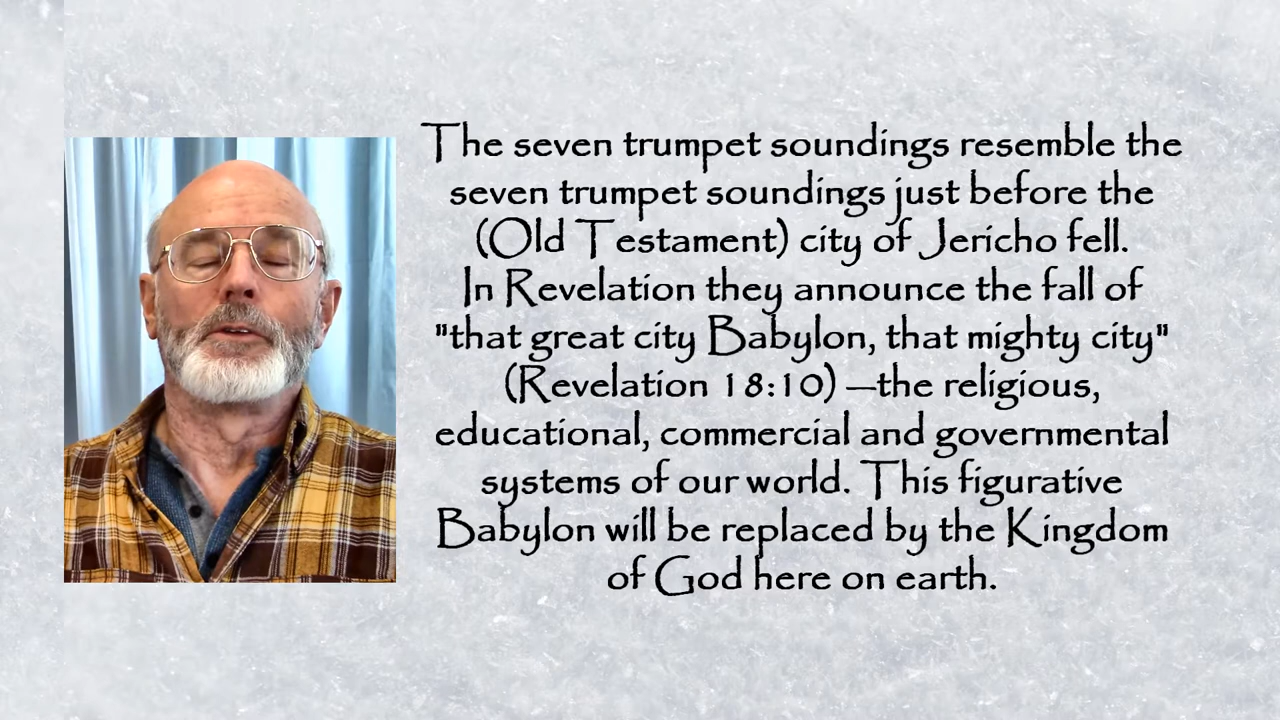 The seven trumpet soundings resemble the
seven trumpet soundings just before the
(Old Testament) city of Jericho fell.
In Revelation they announce the fall of
"that great city Babylon, that mighty city"
(Revelation 18:10) —the religious,
educational, commercial and governmental
systems of our world. This figurative
Babylon will be replaced by the Kingdom
of God here on earth.